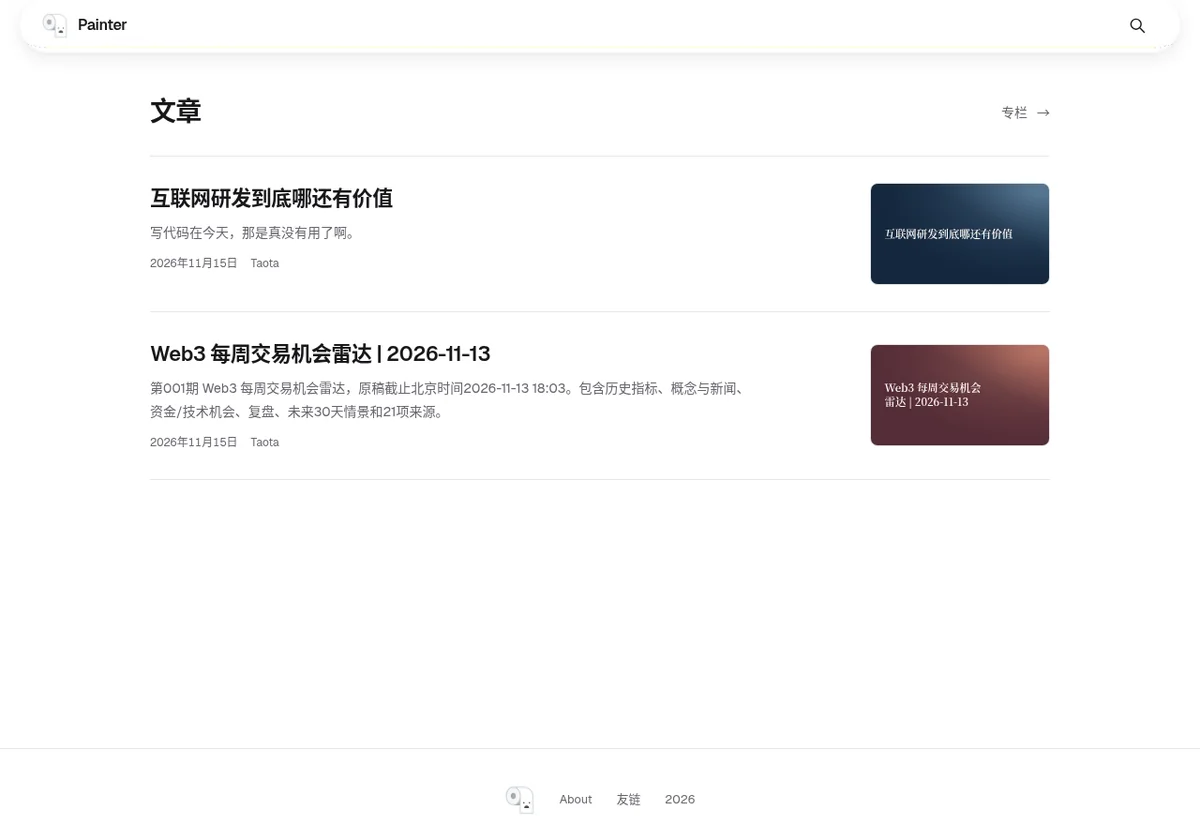 Painter
文章
专栏 →
互联网研发到底哪还有价值
写代码在今天，那是真没有用了啊。
2026年11月15日 Taota
互联网研发到底哪还有价值
Web3 每周交易机会雷达 | 2026-11-13
第001期 Web3 每周交易机会雷达，原稿截止北京时间2026-11-13 18:03。包含历史指标、概念与新闻、
资金/技术机会、复盘、未来30天情景和21项来源。
2026年11月15日 Taota
Web3 每周交易机会
雷达 | 2026-11-13
About 友链 2026